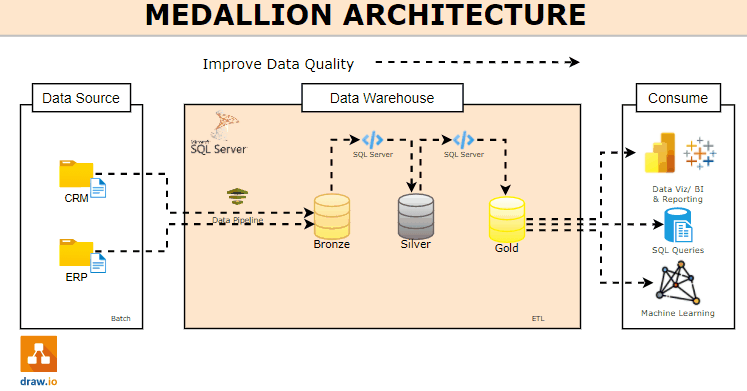 MEDALLION ARCHITECTURE
Improve Data Quality
Data Source
CRM
ERP
Batch
Data Warehouse
Microsoft
SQL Server
Data Pipeline
SQL Server
SQL Server
Bronze
Silver
Gold
ETL
Consume
Data Viz/ BI
& Reporting
SQL Queries
Machine Learning
draw.io